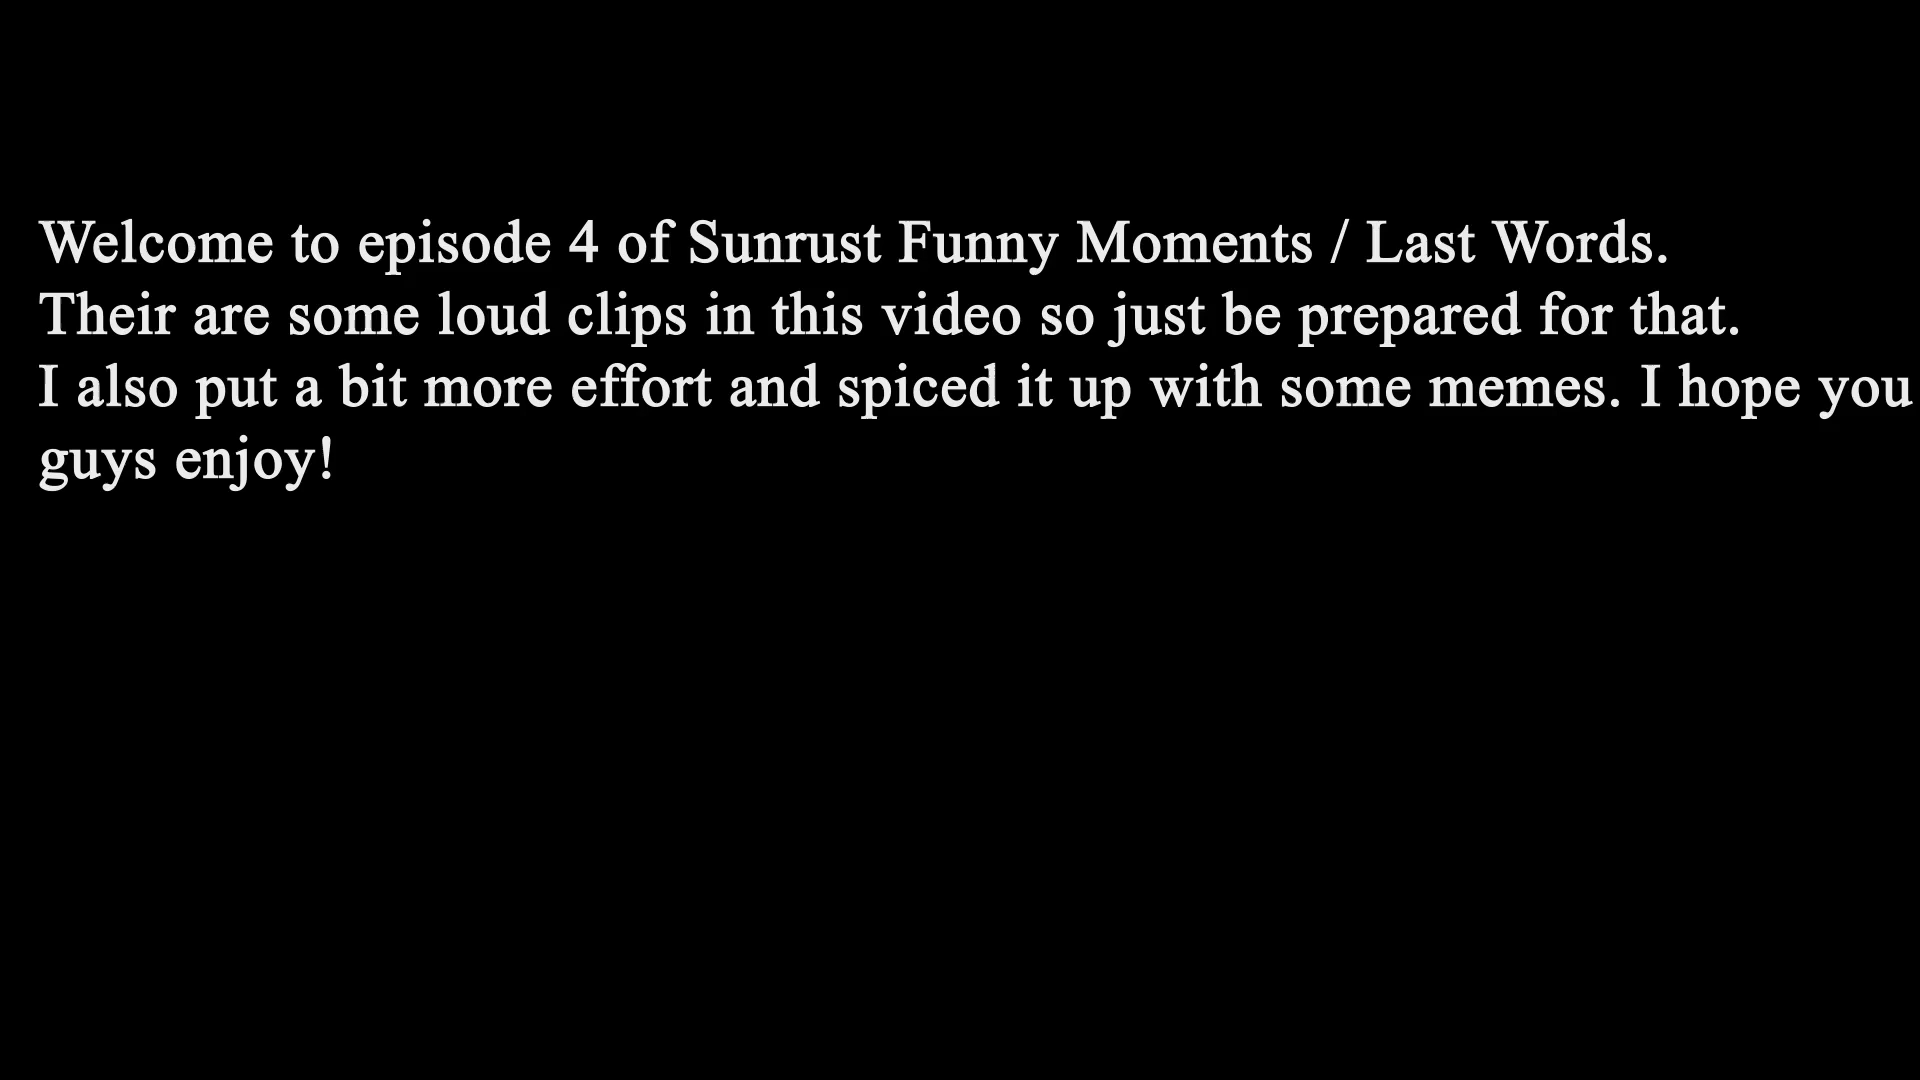 Welcome to episode 4 of Sunrust Funny Moments / Last Words.
Their are some loud clips in this video so just be prepared for that.
I also put a bit more effort and spiced it up with some memes. I hope you
guys enjoy!